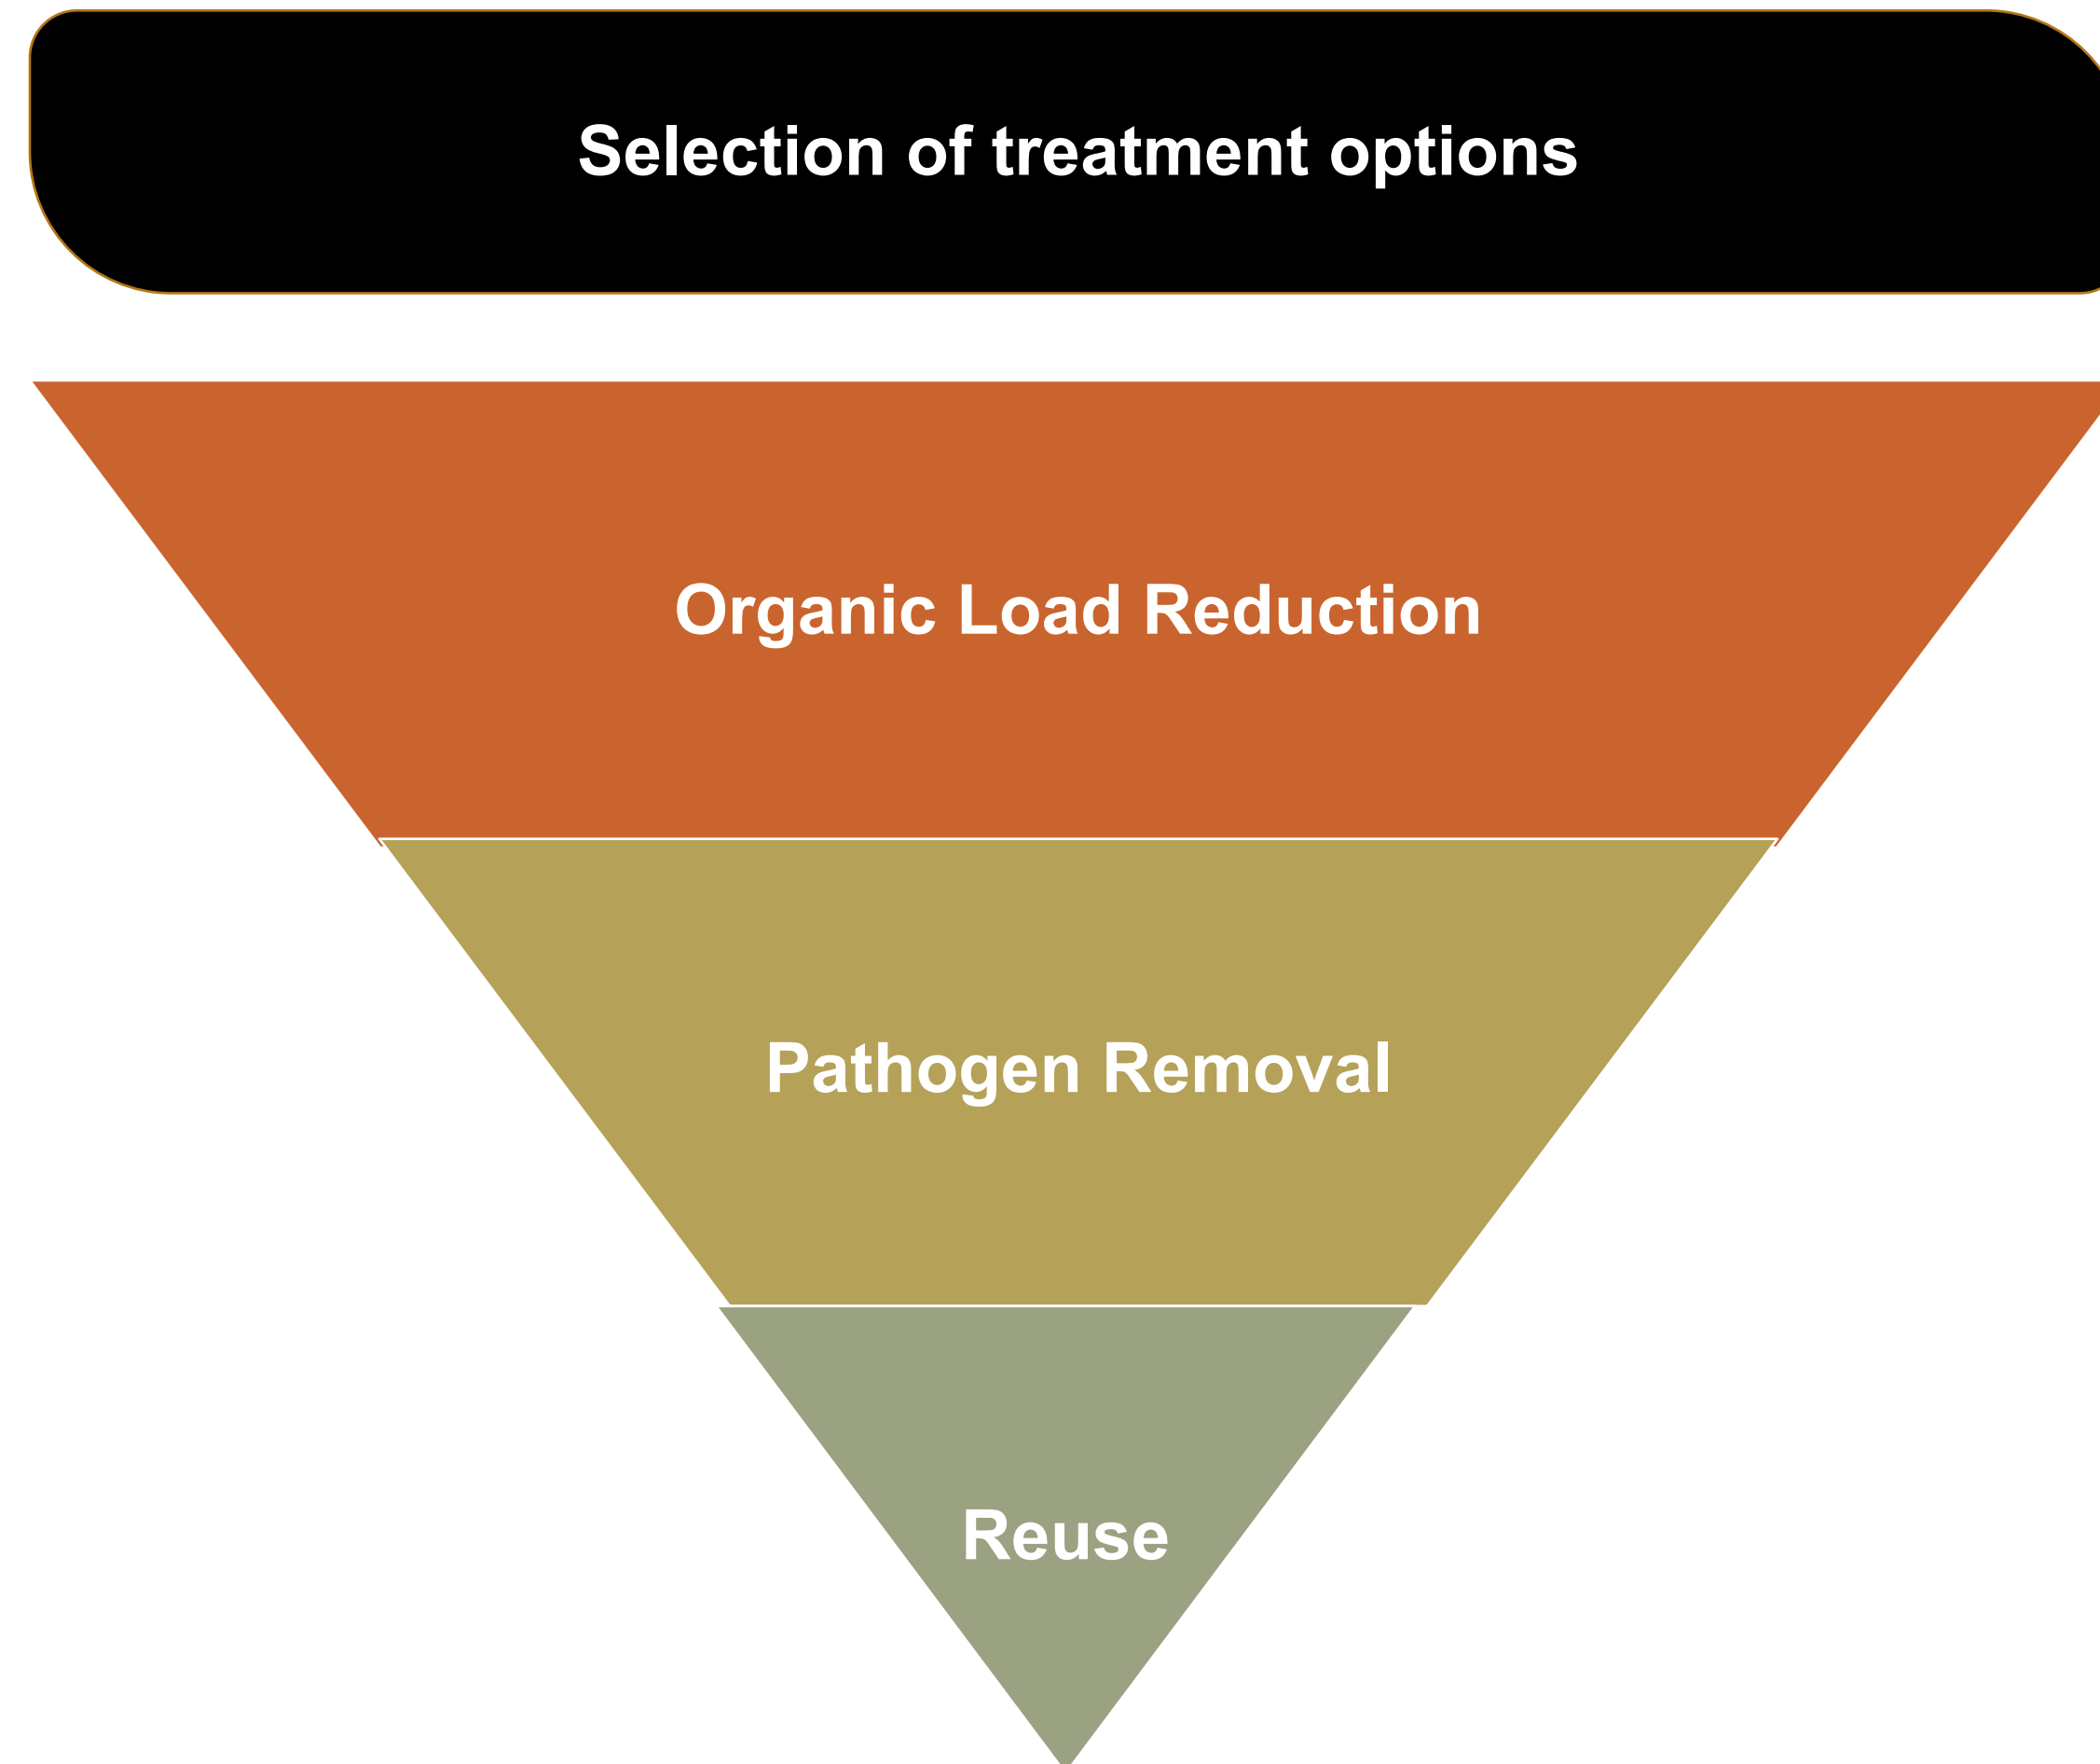 Selection of treatment options
Organic Load Reduction
Pathogen Removal
Reuse